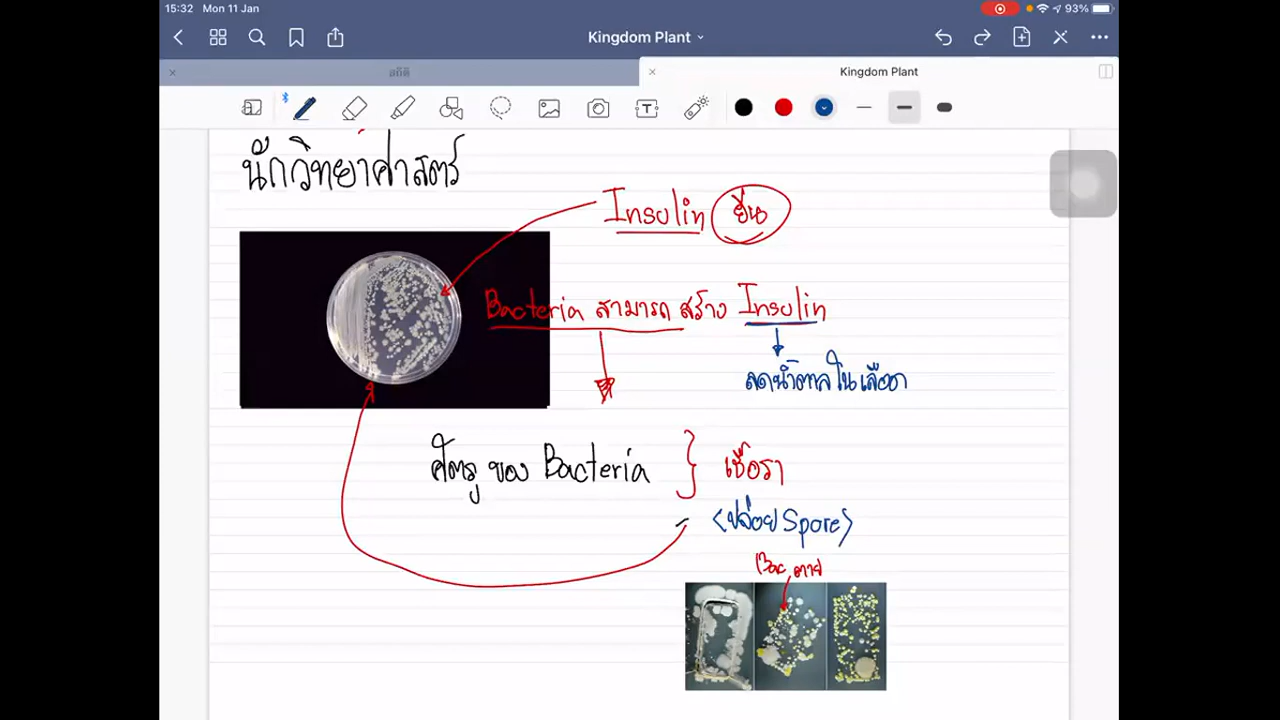 15:32 Mon 11 Jan
93%
Kingdom Plant
สถิติ
Kingdom Plant
นักวิทยาศาสตร์
Insulin ยีน
Bacteria สามารถ สร้าง Insulin
ลดน้ำตาลในเลือด
ศัตรู ของ Bacteria } เชื้อรา
<ปล่อย Spore>
Bac ตาย